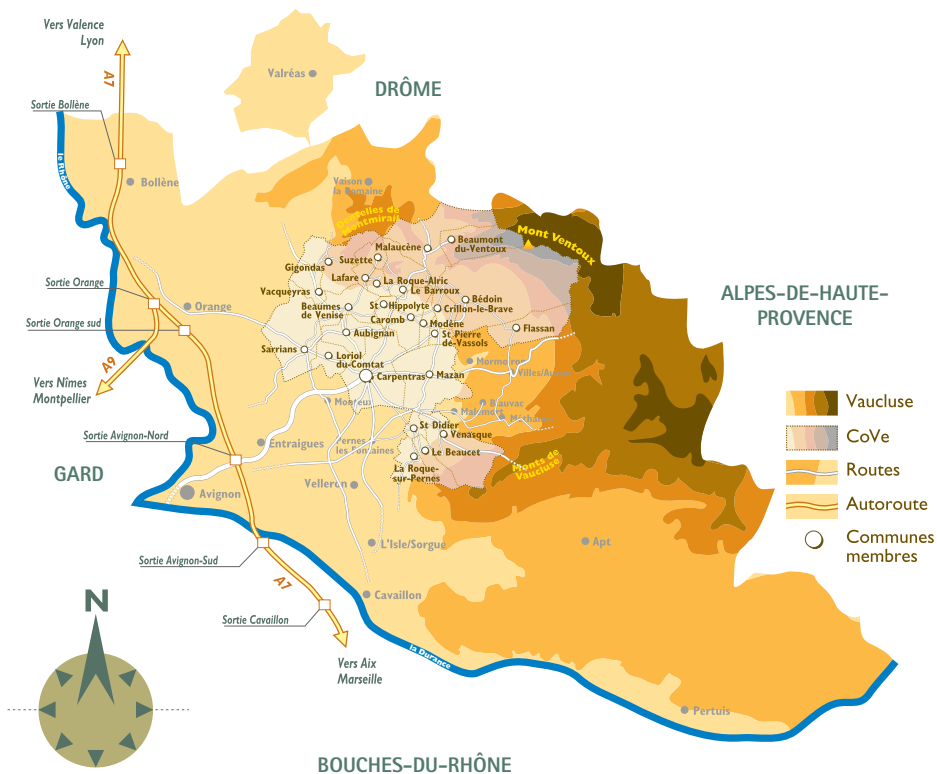 Vers Valence
Lyon
A7
Valréas
DRÔME
Sortie Bollène
le Rhône
Bollène
Vaison
la Romaine
Dentelles de
Montmirail
Malaucène
Beaumont
du-Ventoux
Mont Ventoux
Suzette
Gigondas
Lafare
La Roque-Alric
Le Barroux
Vacqueyras
Sortie Orange
Orange
Beaumes
de Venise
St Hippolyte
Bédoin
Crillon-le-Brave
Caromb
Modène
Flassan
ALPES-DE-HAUTE-
PROVENCE
Sortie Orange sud
Aubignan
St Pierre
de-Vassols
Sarrians
Loriol
du-Comtat
Mormoiron
Villes/Auzon
A9
Carpentras
Mazan
Vers Nîmes
Montpellier
Monteux
Blauvac
Malemort
Méthamis
Vaucluse
CoVe
Routes
Autoroute
Communes
membres
Sortie Avignon-Nord
Entraigues
Pernes
les Fontaines
St Didier
Venasque
Le Beaucet
La Roque-
sur-Pernes
Monts de
Vaucluse
GARD
Avignon
Velleron
L'Isle/Sorgue
Apt
Sortie Avignon-Sud
A7
Cavaillon
N
Sortie Cavaillon
la Durance
Vers Aix
Marseille
Pertuis
BOUCHES-DU-RHÔNE